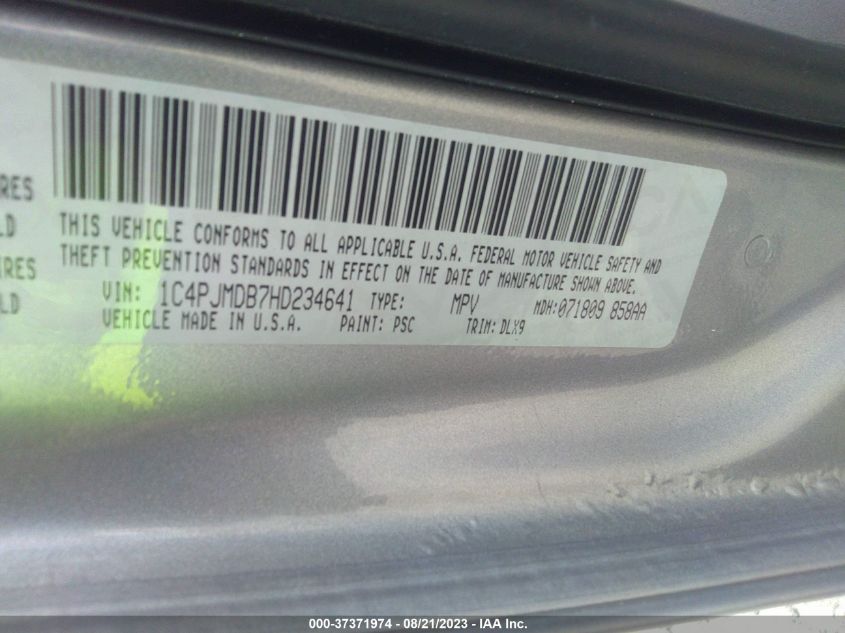 RES
LD
IRES
LD
THIS VEHICLE CONFORMS TO ALL APPLICABLE U.S.A. FEDERAL MOTOR VEHICLE SAFETY AND
THEFT PREVENTION STANDARDS IN EFFECT ON THE DATE OF MANUFACTURE SHOWN ABOVE.
VIN: 1C4PJMDB7HD234641 TYPE: MPV MDH:071809 858AA
VEHICLE MADE IN U.S.A. PAINT: PSC TRIM: DLX9
000-37371974 - 08/21/2023 - IAA Inc.